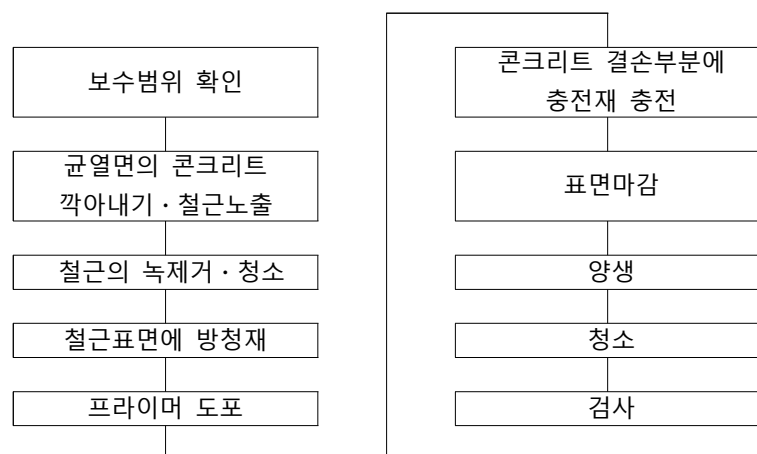 보수범위 확인
균열면의 콘크리트
깍아내기·철근노출
철근의 녹제거·청소
철근표면에 방청재
프라이머 도포
콘크리트 결손부분에
충전재 충전
표면마감
양생
청소
검사